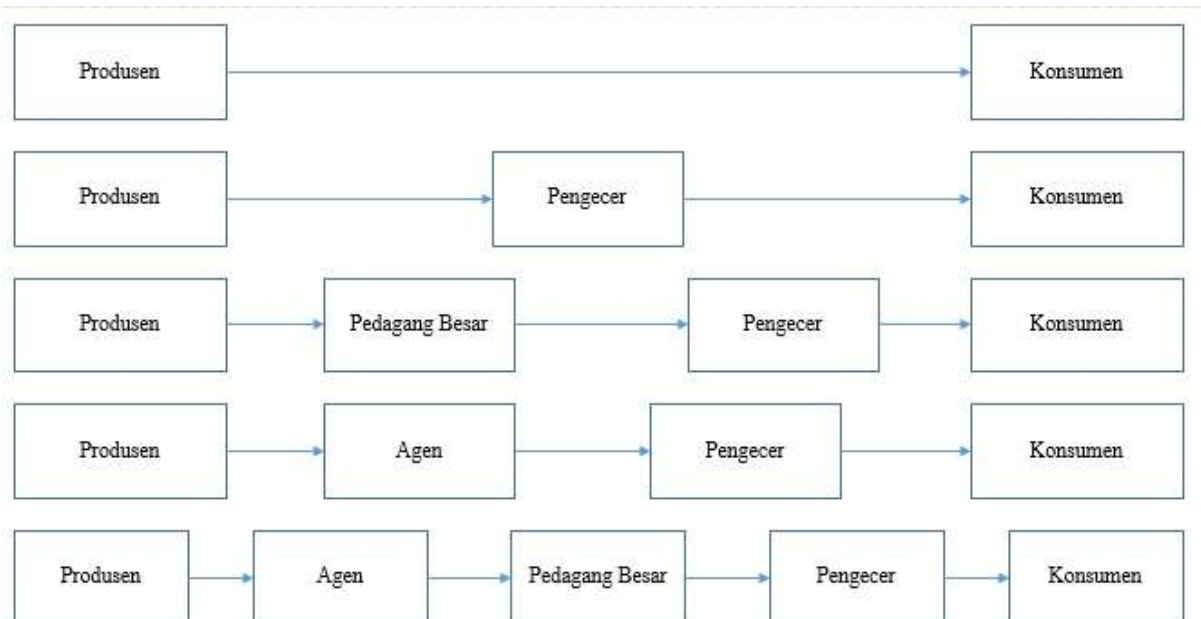 Produsen
Konsumen
Produsen
Pengecer
Konsumen
Produsen
Pedagang Besar
Pengecer
Konsumen
Produsen
Agen
Pengecer
Konsumen
Produsen
Agen
Pedagang Besar
Pengecer
Konsumen